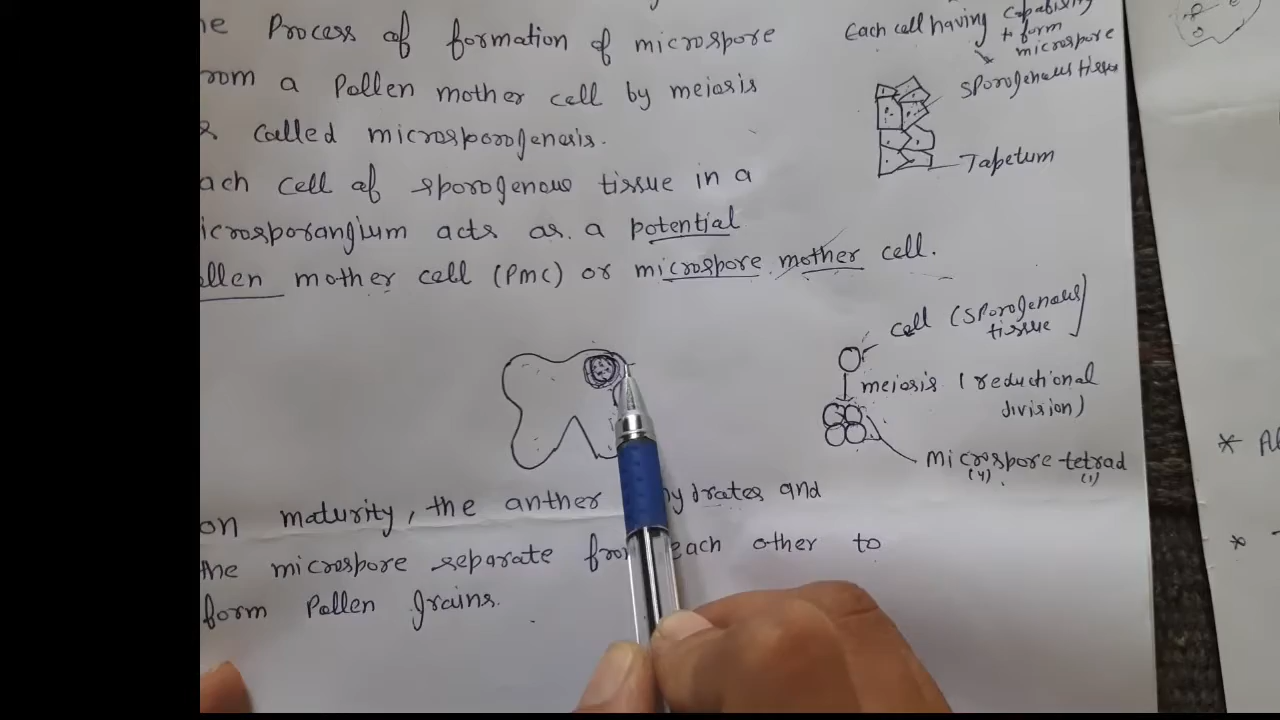 he Process of formation of microspore
rom a Pollen mother cell by meiosis
called microsporogenesis.
ach cell of sporogenous tissue in a
icrosporangium acts as a potential
ollen mother cell (PMC) or microspore mother cell.
Each cell having capability
to form
microspore
sporogenous tissue
Tapetum
cell (sporogenous
tissue
meiosis (reductional
division)
microspore tetrad
(4) (1)
on maturity, the anther hydrates and
the microspore separate from each other to
form Pollen grains.
*
*